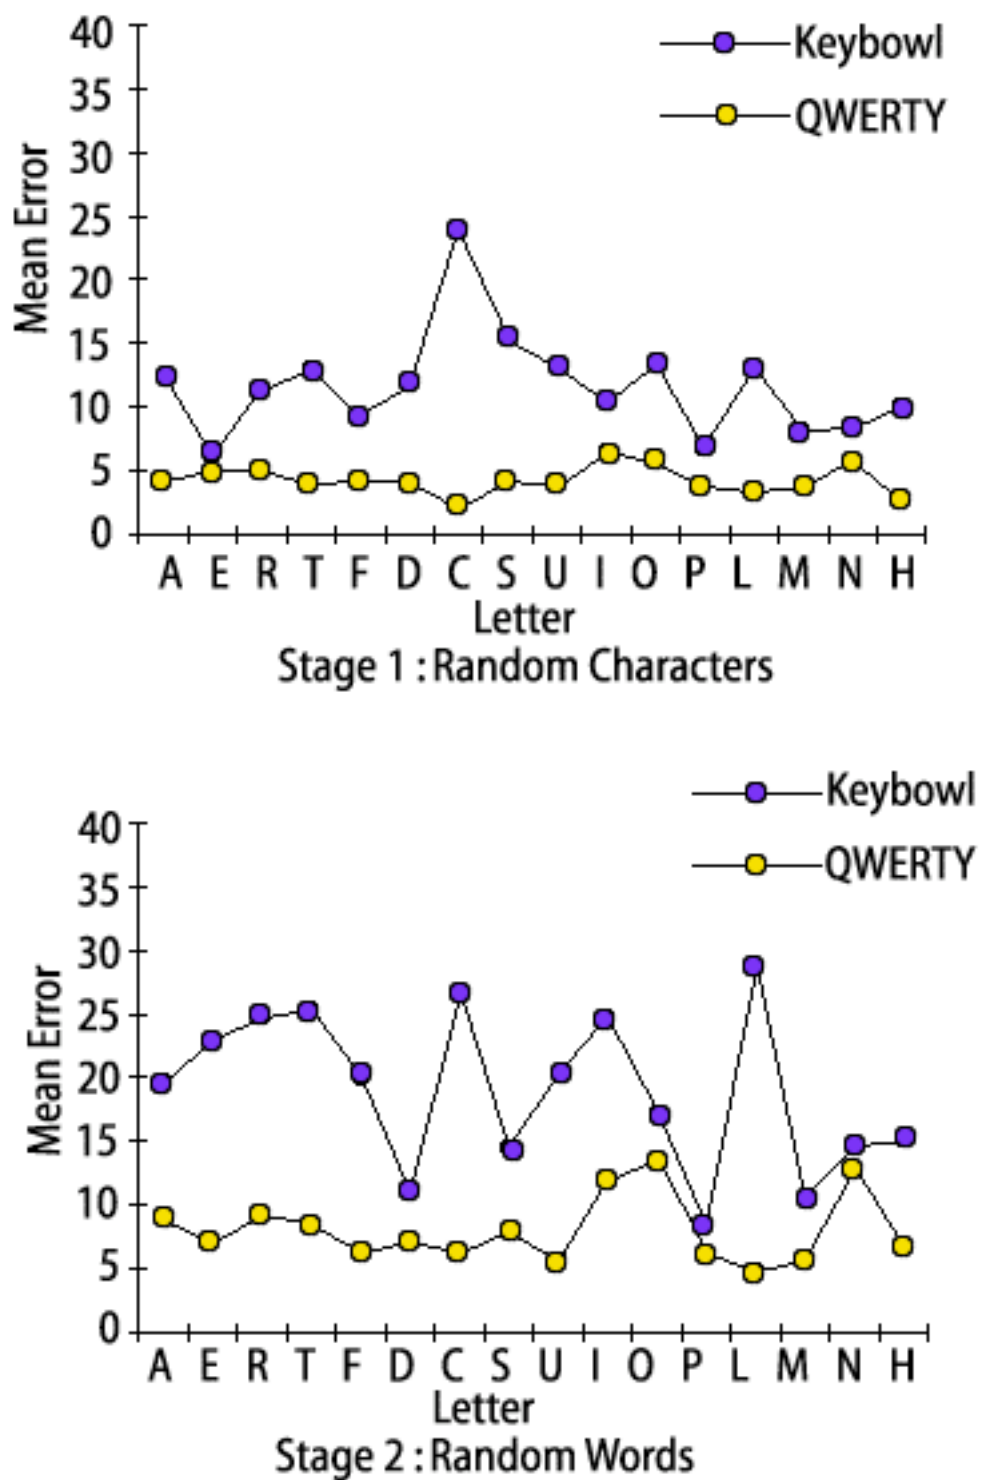 Keybowl
QWERTY
Mean Error
40
35
30
25
20
15
10
5
0
A E R T F D C S U I O P L M N H
Letter
Stage 1 : Random Characters
Keybowl
QWERTY
Mean Error
40
35
30
25
20
15
10
5
0
A E R T F D C S U I O P L M N H
Letter
Stage 2 : Random Words